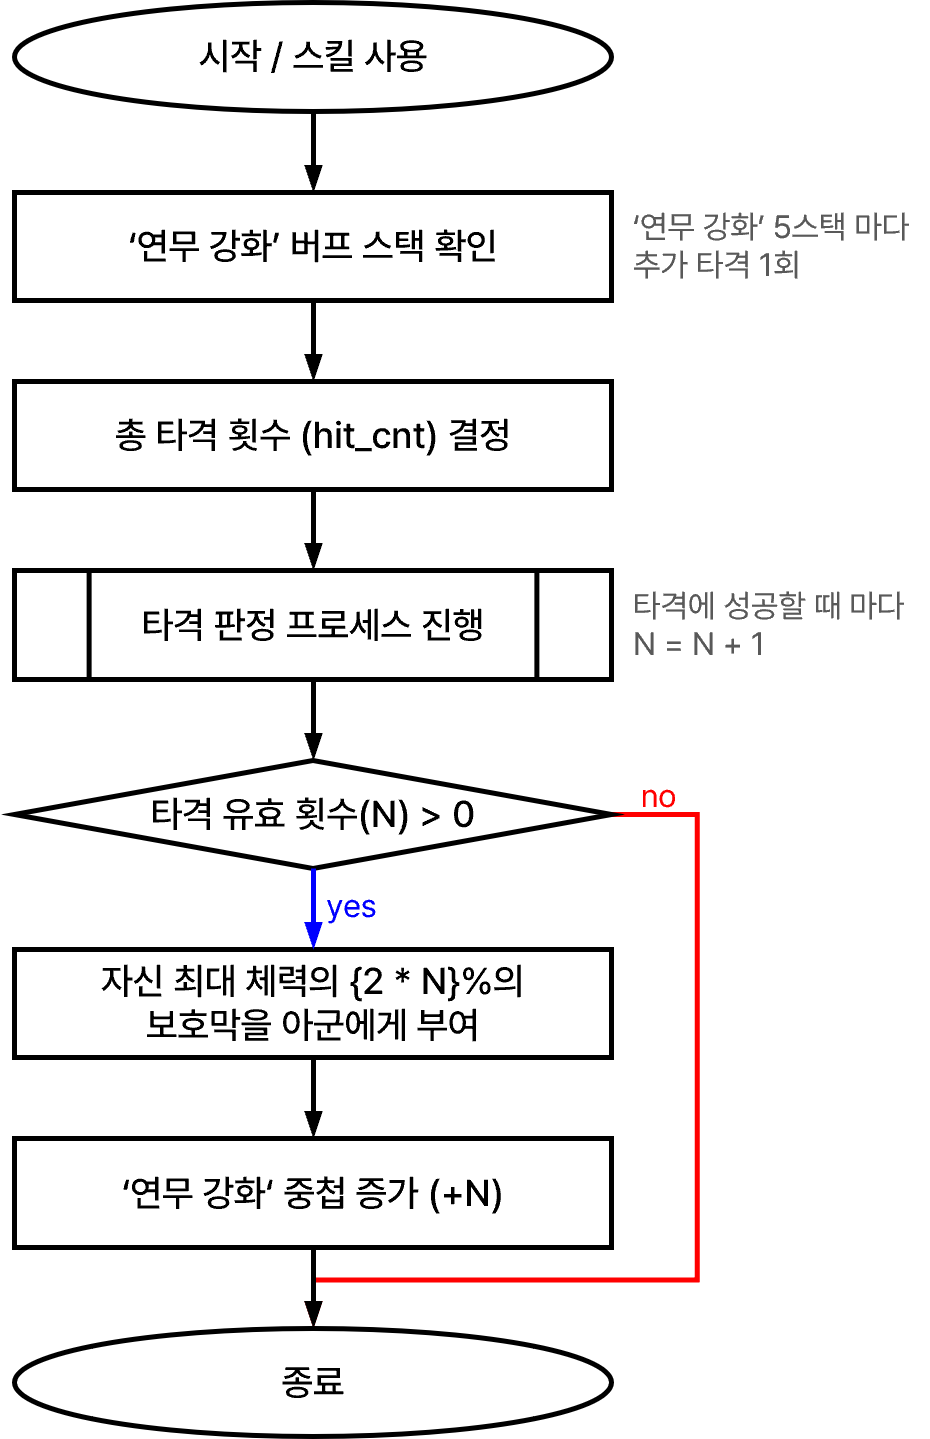 시작 / 스킬 사용
‘연무 강화’ 버프 스택 확인
‘연무 강화’ 5스택 마다
추가 타격 1회
총 타격 횟수 (hit_cnt) 결정
타격 판정 프로세스 진행
타격에 성공할 때 마다
N = N + 1
타격 유효 횟수(N) > 0
no
yes
자신 최대 체력의 {2 * N}%의
보호막을 아군에게 부여
‘연무 강화‘ 중첩 증가 (+N)
종료